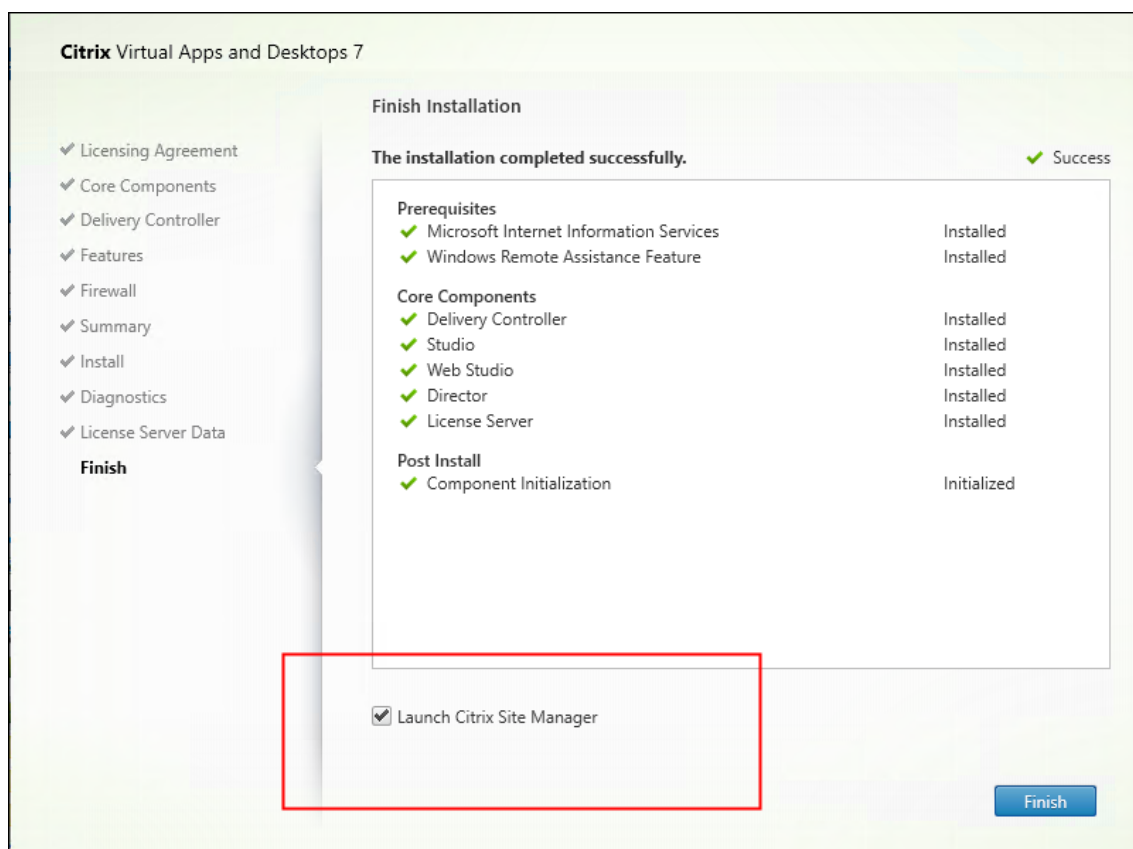 Citrix Virtual Apps and Desktops 7
Licensing Agreement
Core Components
Delivery Controller
Features
Firewall
Summary
Install
Diagnostics
License Server Data
Finish
Finish Installation
The installation completed successfully. Success
Prerequisites
Microsoft Internet Information Services Installed
Windows Remote Assistance Feature Installed
Core Components
Delivery Controller Installed
Studio Installed
Web Studio Installed
Director Installed
License Server Installed
Post Install
Component Initialization Initialized
Launch Citrix Site Manager
Finish